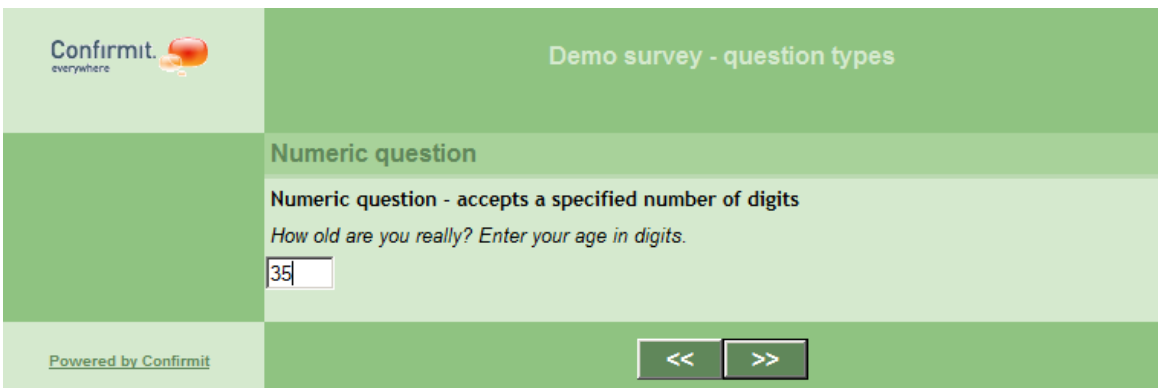 Confirmit.
everywhere
Demo survey - question types
Numeric question
Numeric question - accepts a specified number of digits
How old are you really? Enter your age in digits.
35
Powered by Confirmit
<< >>